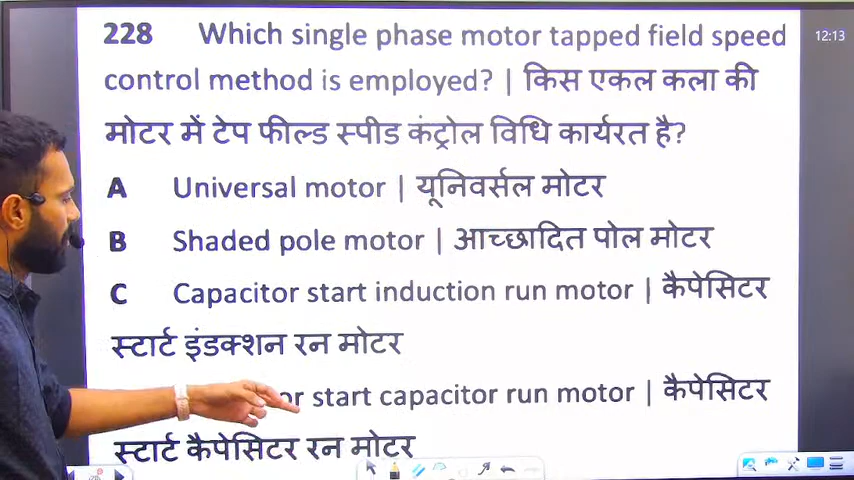 228 Which single phase motor tapped field speed
12:13
control method is employed? | किस एकल कला की
मोटर में टेप फील्ड स्पीड कंट्रोल विधि कार्यरत है?
A Universal motor | यूनिवर्सल मोटर
B Shaded pole motor | आच्छादित पोल मोटर
C Capacitor start induction run motor | कैपेसिटर
स्टार्ट इंडक्शन रन मोटर
or start capacitor run motor | कैपेसिटर
स्टार्ट कैपेसिटर रन मोटर